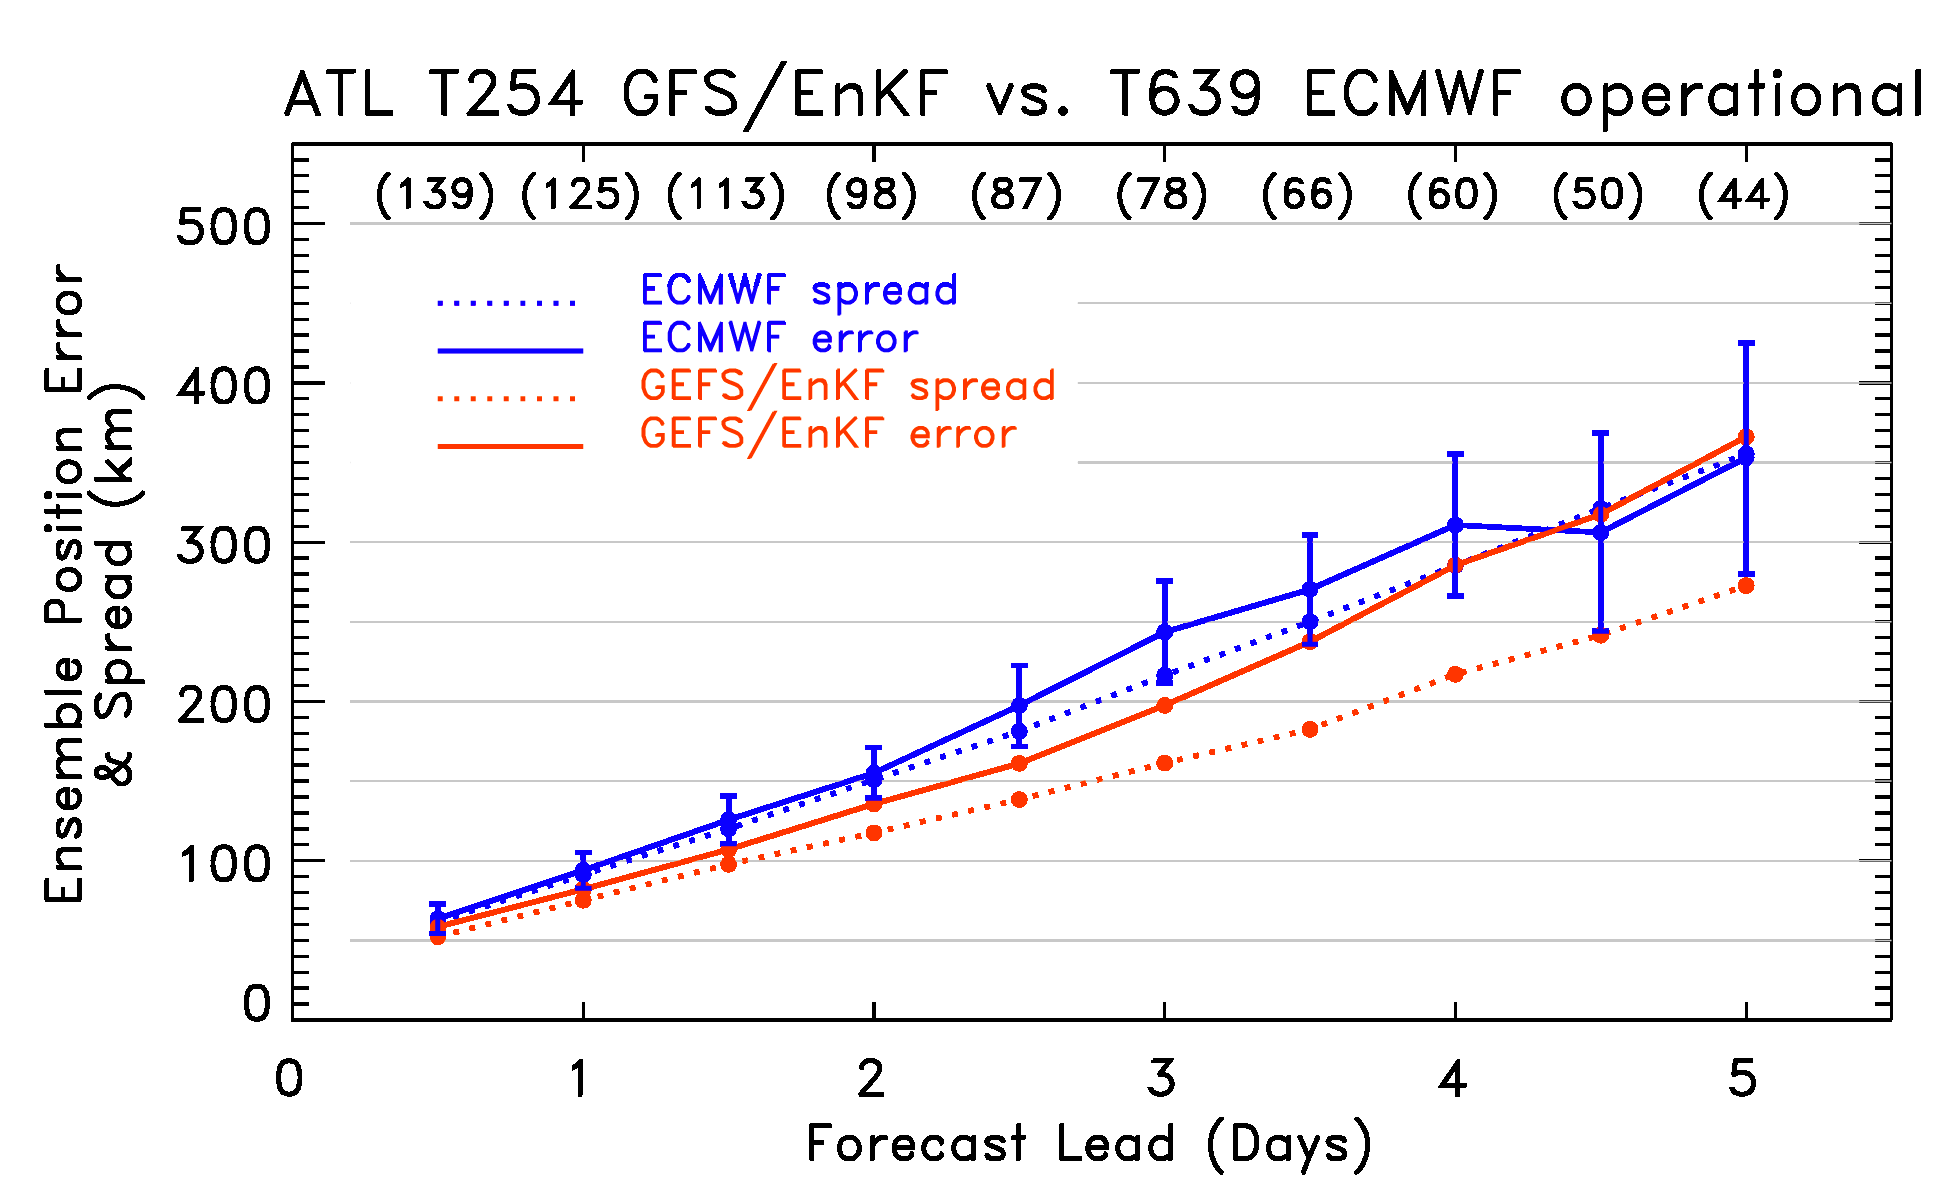 ATL T254 GFS/EnKF vs. T639 ECMWF operational
(139) (125) (113) (98) (87) (78) (66) (60) (50) (44)
500
400
300
200
100
0
Ensemble Position Error
& Spread (km)
ECMWF spread
ECMWF error
GEFS/EnKF spread
GEFS/EnKF error
0 1 2 3 4 5
Forecast Lead (Days)